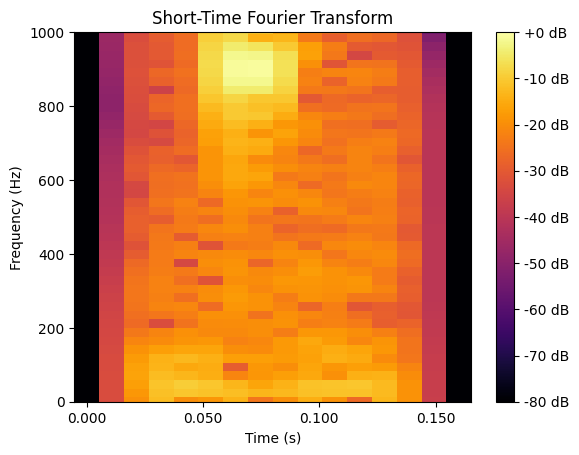 Short-Time Fourier Transform
1000
800
600
400
200
0
Frequency (Hz)
0.000
0.050
0.100
0.150
Time (s)
+0 dB
-10 dB
-20 dB
-30 dB
-40 dB
-50 dB
-60 dB
-70 dB
-80 dB